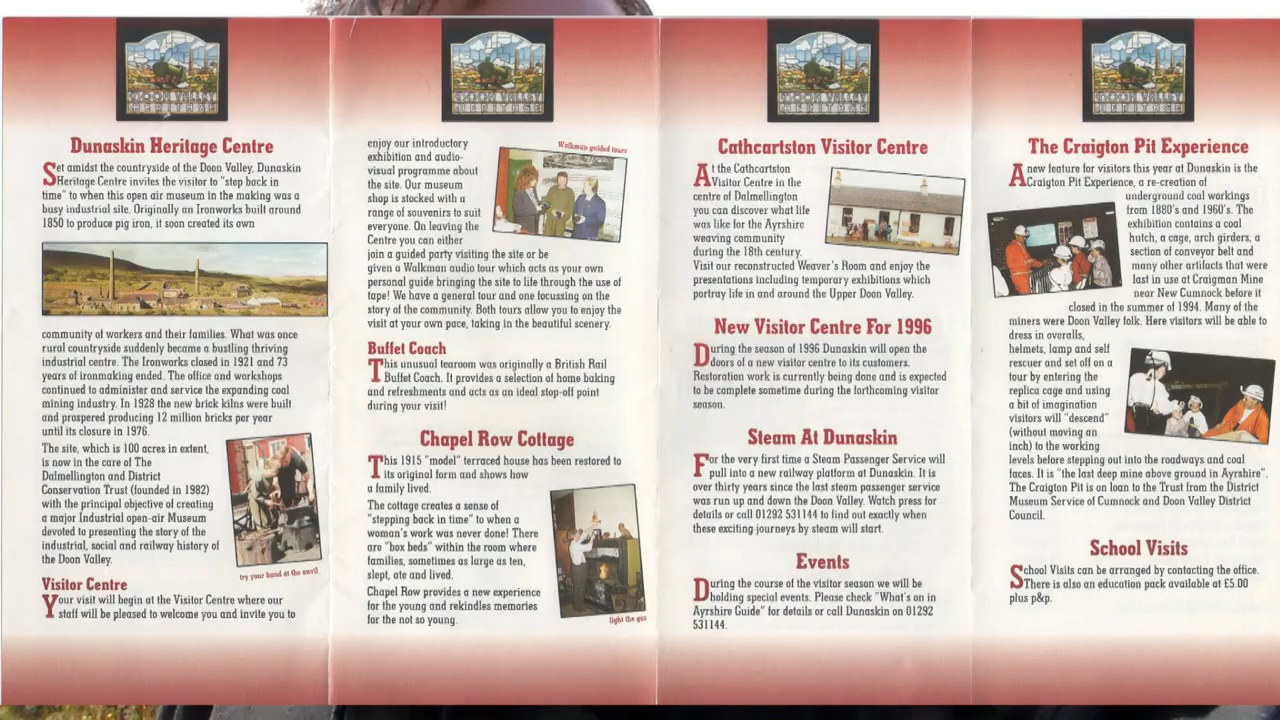 DOON VALLEY
HERITAGE
Dunaskin Heritage Centre
Set amidst the countryside of the Doon Valley, Dunaskin
Heritage Centre invites the visitor to "step back in
time" to when this open air museum in the making was a
busy industrial site. Originally an Ironworks built around
1850 to produce pig iron, it soon created its own
community of workers and their families. What was once
rural countryside suddenly became a bustling thriving
industrial centre. The Ironworks closed in 1921 and 73
years of ironmaking ended. The office and workshops
continued to administer and service the expanding coal
mining industry. In 1928 the new brick kilns were built
and prospered producing 12 million bricks per year
until its closure in 1976.
The site, which is 100 acres in extent,
is now in the care of The
Dalmellington and District
Conservation Trust (founded in 1982)
with the principal objective of creating
a major Industrial open-air Museum
devoted to presenting the story of the
industrial, social and railway history of
the Doon Valley.
try your hand at the anvil
Visitor Centre
Your visit will begin at the Visitor Centre where our
staff will be pleased to welcome you and invite you to
DOON VALLEY
HERITAGE
enjoy our introductory
exhibition and audio-
visual programme about
the site. Our museum
shop is stocked with a
range of souvenirs to suit
everyone. On leaving the
Centre you can either
join a guided party visiting the site or be
given a Walkman audio tour which acts as your own
personal guide bringing the site to life through the use of
tape! We have a general tour and one focussing on the
story of the community. Both tours allow you to enjoy the
visit at your own pace, taking in the beautiful scenery.
Walkman guided tours
Buffet Coach
This unusual tearoom was originally a British Rail
Buffet Coach. It provides a selection of home baking
and refreshments and acts as an ideal stop-off point
during your visit!
Chapel Row Cottage
This 1915 "model" terraced house has been restored to
its original form and shows how
a family lived.
The cottage creates a sense of
"stepping back in time" to when a
woman's work was never done! There
are "box beds" within the room where
families, sometimes as large as ten,
slept, ate and lived.
Chapel Row provides a new experience
for the young and rekindles memories
for the not so young.
light the gas
DOON VALLEY
HERITAGE
Cathcartston Visitor Centre
At the Cathcartston
Visitor Centre in the
centre of Dalmellington
you can discover what life
was like for the Ayrshire
weaving community
during the 18th century.
Visit our reconstructed Weaver's Room and enjoy the
presentations including temporary exhibitions which
portray life in and around the Upper Doon Valley.
New Visitor Centre For 1996
During the season of 1996 Dunaskin will open the
doors of a new visitor centre to its customers.
Restoration work is currently being done and is expected
to be complete sometime during the forthcoming visitor
season.
Steam At Dunaskin
For the very first time a Steam Passenger Service will
pull into a new railway platform at Dunaskin. It is
over thirty years since the last steam passenger service
was run up and down the Doon Valley. Watch press for
details or call 01292 531144 to find out exactly when
these exciting journeys by steam will start.
Events
During the course of the visitor season we will be
holding special events. Please check "What's on in
Ayrshire Guide" for details or call Dunaskin on 01292
531144.
DOON VALLEY
HERITAGE
The Craigton Pit Experience
A new feature for visitors this year at Dunaskin is the
Craigton Pit Experience, a re-creation of
underground coal workings
from 1880's and 1960's. The
exhibition contains a coal
hutch, a cage, arch girders, a
section of conveyor belt and
many other artifacts that were
last in use at Craigman Mine
near New Cumnock before it
closed in the summer of 1994. Many of the
miners were Doon Valley folk. Here visitors will be able to
dress in overalls,
helmets, lamp and self
rescuer and set off on a
tour by entering the
replica cage and using
a bit of imagination
visitors will "descend"
(without moving an
inch) to the working
levels before stepping out into the roadways and coal
faces. It is "the last deep mine above ground in Ayrshire".
The Craigton Pit is on loan to the Trust from the District
Museum Service of Cumnock and Doon Valley District
Council.
School Visits
School Visits can be arranged by contacting the office.
There is also an education pack available at £5.00
plus p&p.